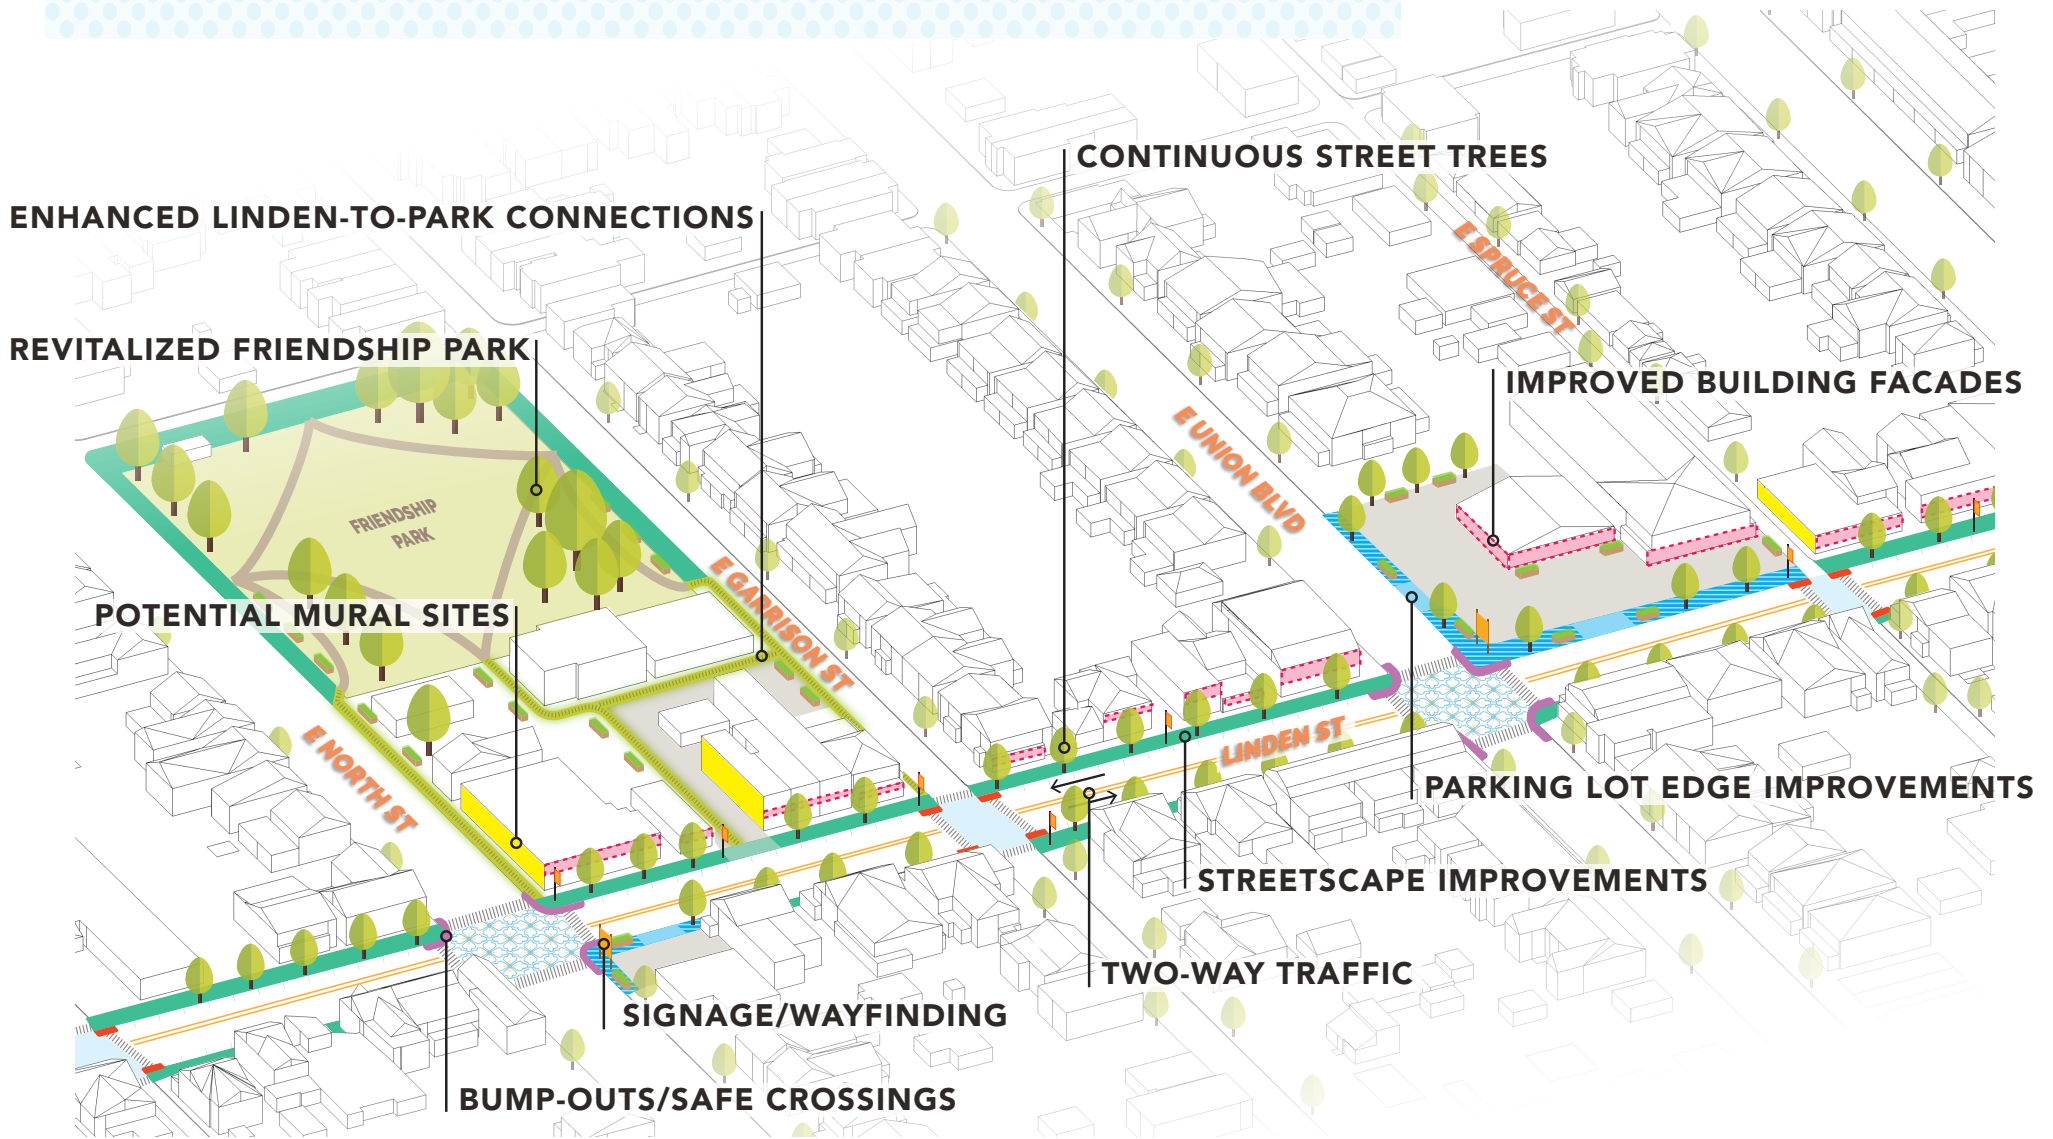 CONTINUOUS STREET TREES
ENHANCED LINDEN-TO-PARK CONNECTIONS
E SPRUCE ST
REVITALIZED FRIENDSHIP PARK
IMPROVED BUILDING FACADES
E UNION BLVD
FRIENDSHIP
PARK
E GARRISON ST
POTENTIAL MURAL SITES
E NORTH ST
LINDEN ST
PARKING LOT EDGE IMPROVEMENTS
STREETSCAPE IMPROVEMENTS
TWO-WAY TRAFFIC
SIGNAGE/WAYFINDING
BUMP-OUTS/SAFE CROSSINGS